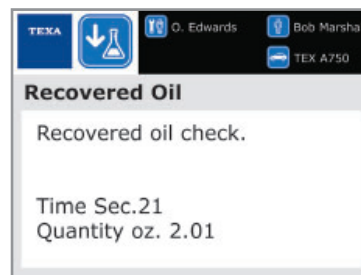 TEXA
O. Edwards
Bob Marsha
TEX A750
Recovered Oil
Recovered oil check.
Time Sec.21
Quantity oz. 2.01